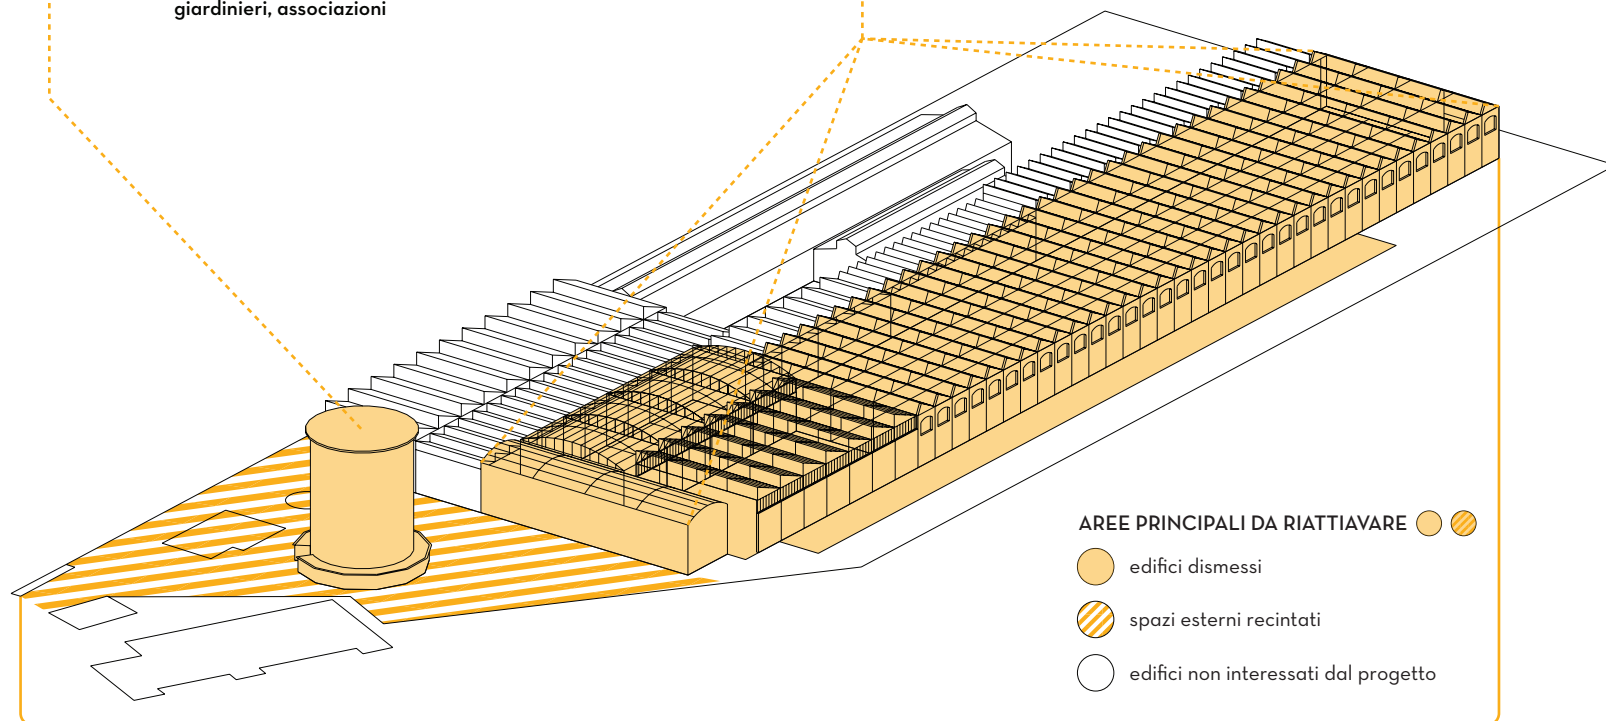 giardinieri, associazioni
AREE PRINCIPALI DA RIATTIAVARE
edifici dismessi
spazi esterni recintati
edifici non interessati dal progetto